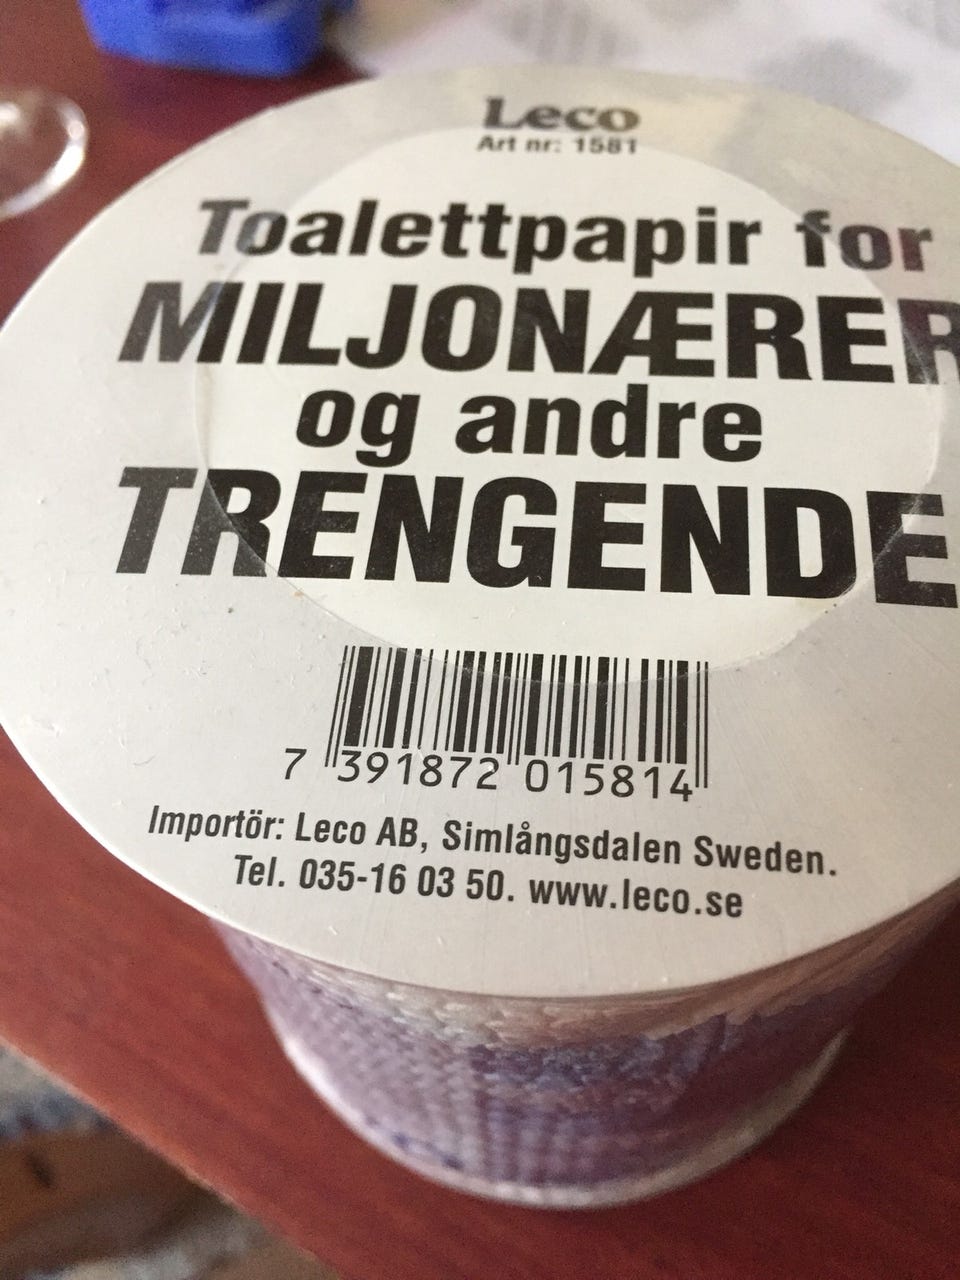 Leco
Art nr: 1581
Toalettpapir for
MILJONÆRER
og andre
TRENGENDE
7 391872 015814
Importör: Leco AB, Simlångsdalen Sweden.
Tel. 035-16 03 50. www.leco.se